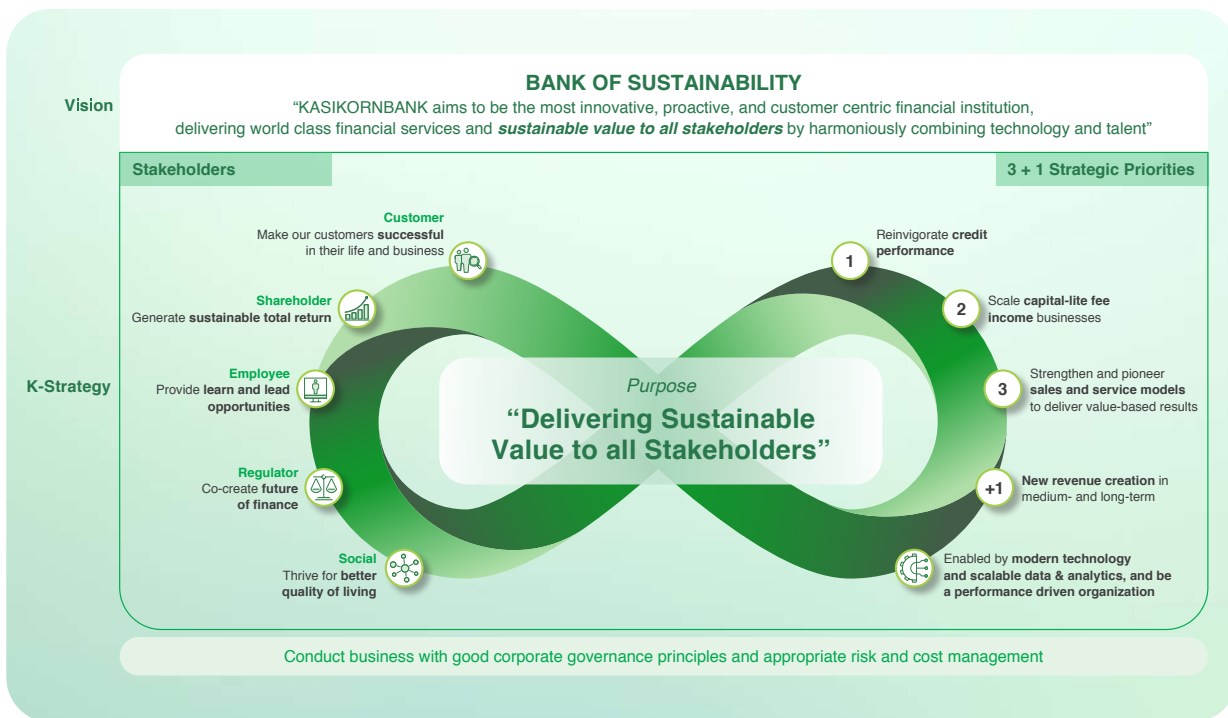 Vision
BANK OF SUSTAINABILITY
“KASIKORNBANK aims to be the most innovative, proactive, and customer centric financial institution,
delivering world class financial services and sustainable value to all stakeholders by harmoniously combining technology and talent”
K-Strategy
Stakeholders
Customer
Make our customers successful
in their life and business
Shareholder
Generate sustainable total return
Employee
Provide learn and lead
opportunities
Regulator
Co-create future
of finance
Social
Thrive for better
quality of living
Purpose
“Delivering Sustainable
Value to all Stakeholders”
3 + 1 Strategic Priorities
1
Reinvigorate credit
performance
2
Scale capital-lite fee
income businesses
3
Strengthen and pioneer
sales and service models
to deliver value-based results
+1
New revenue creation in
medium- and long-term
Enabled by modern technology
and scalable data & analytics, and be
a performance driven organization
Conduct business with good corporate governance principles and appropriate risk and cost management